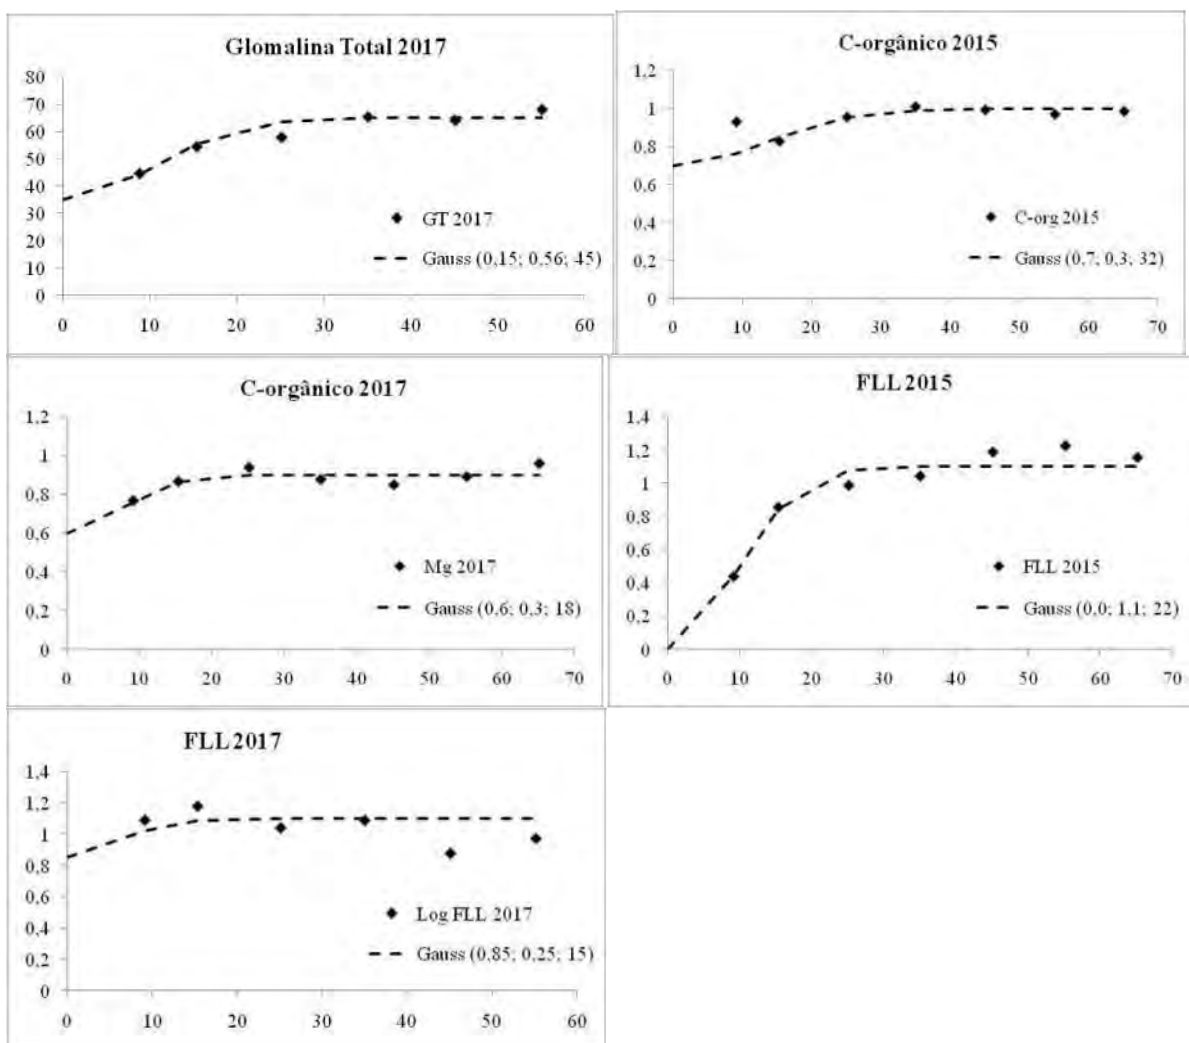 Glomalina Total 2017
80
70
60
50
40
30
20
10
0
0 10 20 30 40 50 60
GT 2017
Gauss (0,15; 0,56; 45)
C-orgânico 2015
1,2
1
0,8
0,6
0,4
0,2
0
0 10 20 30 40 50 60 70
C-org 2015
Gauss (0,7; 0,3; 32)
C-orgânico 2017
1,2
1
0,8
0,6
0,4
0,2
0
0 10 20 30 40 50 60 70
Mg 2017
Gauss (0,6; 0,3; 18)
FLL 2015
1,4
1,2
1
0,8
0,6
0,4
0,2
0
0 10 20 30 40 50 60 70
FLL 2015
Gauss (0,0; 1,1; 22)
FLL 2017
1,4
1,2
1
0,8
0,6
0,4
0,2
0
0 10 20 30 40 50 60
Log FLL 2017
Gauss (0,85; 0,25; 15)